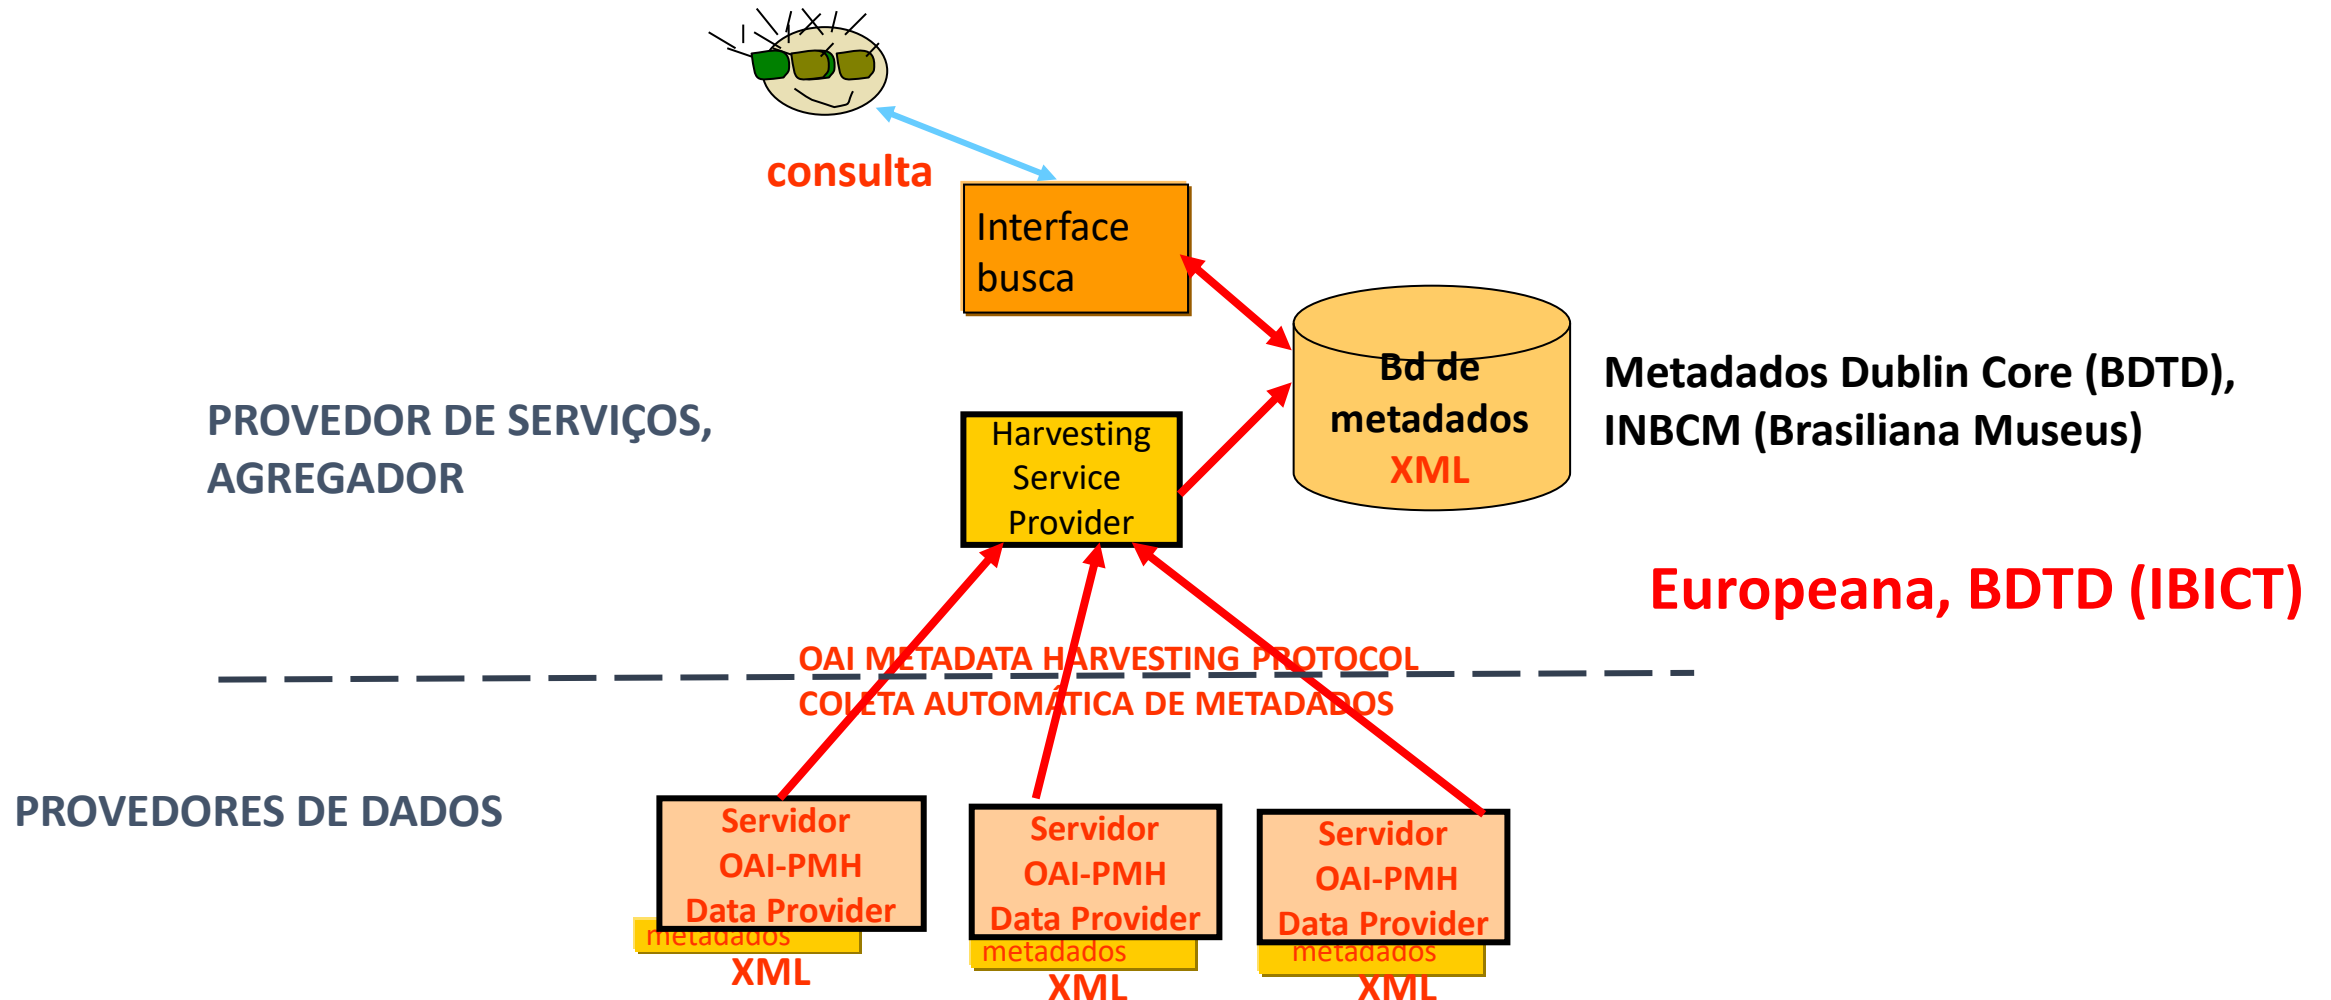 consulta
Interface
busca
Bd de
metadados
XML
Metadados Dublin Core (BDTD),
INBCM (Brasiliana Museus)
PROVEDOR DE SERVIÇOS,
AGREGADOR
Harvesting
Service
Provider
Europeana, BDTD (IBICT)
OAI METADATA HARVESTING PROTOCOL
COLETA AUTOMÁTICA DE METADADOS
PROVEDORES DE DADOS
Servidor
OAI-PMH
Data Provider
metadados
XML
Servidor
OAI-PMH
Data Provider
metadados
XML
Servidor
OAI-PMH
Data Provider
metadados
XML